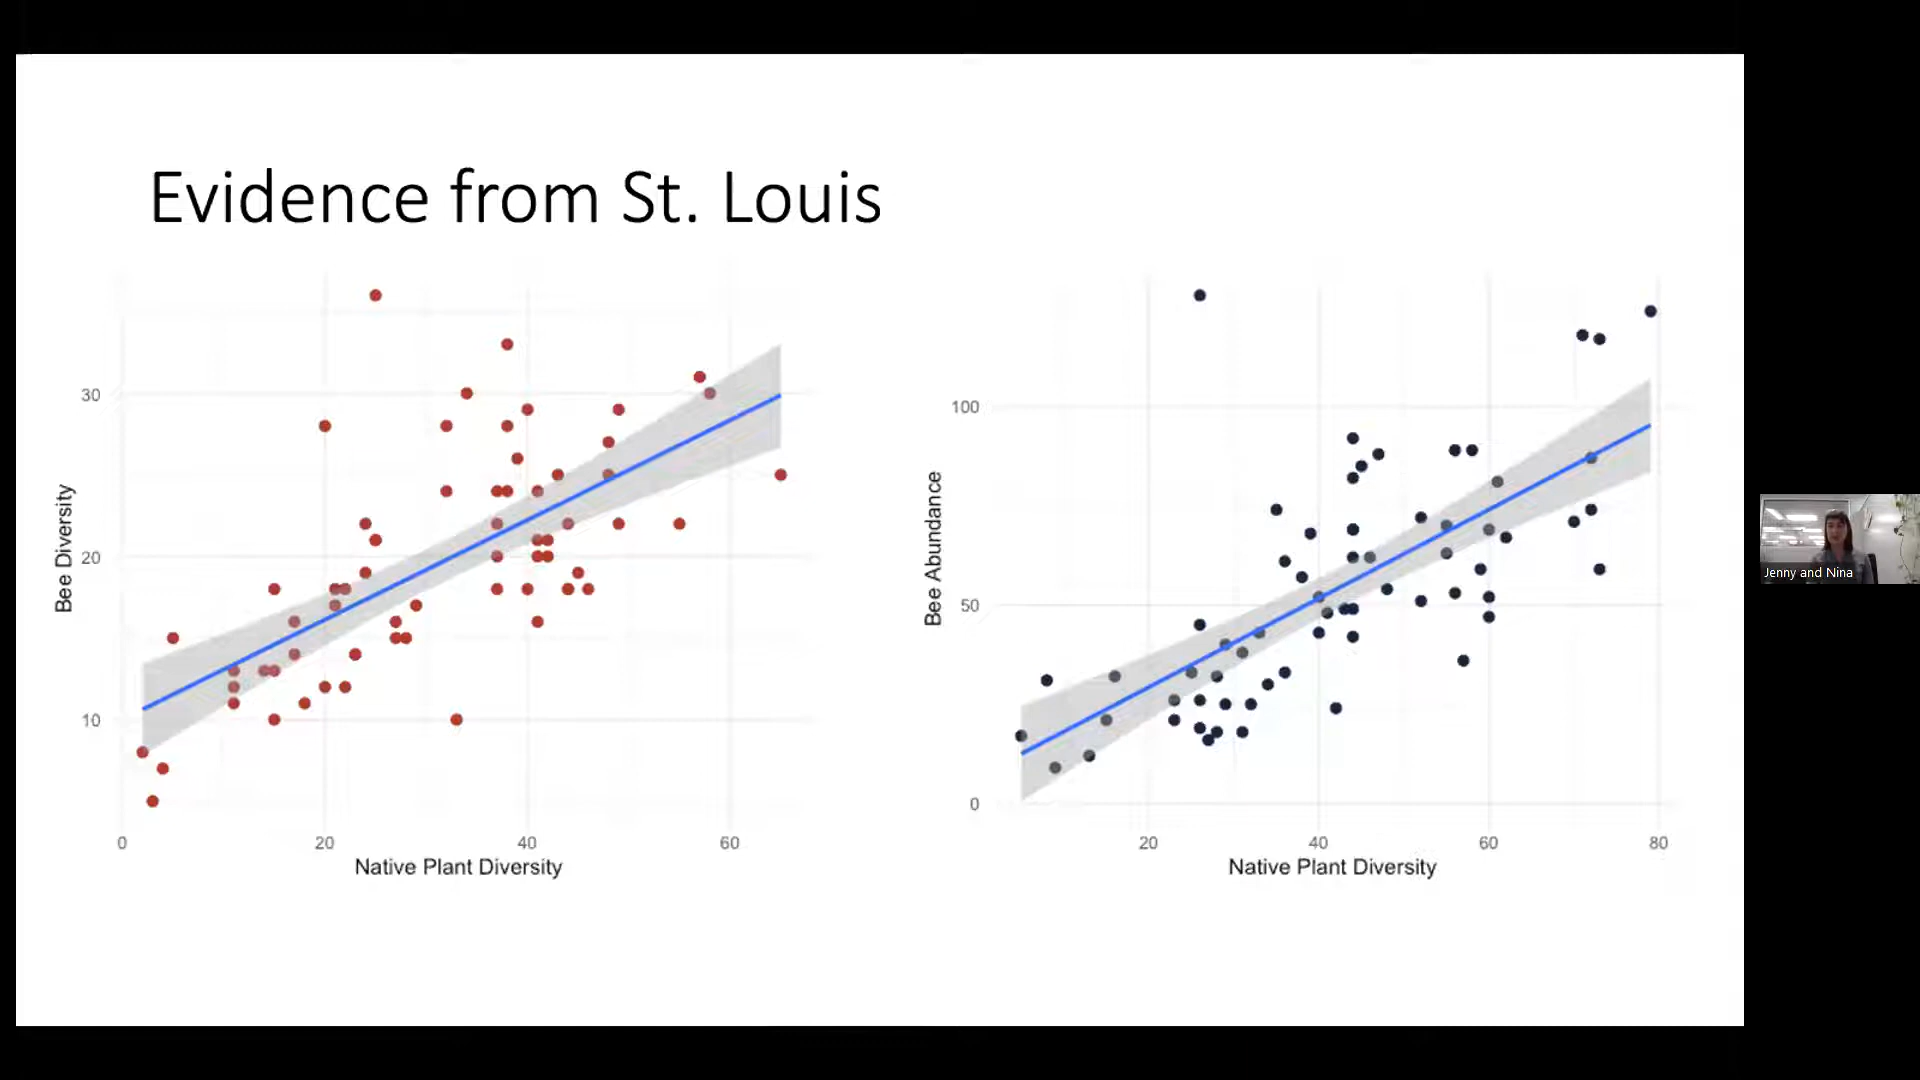 Evidence from St. Louis
Bee Diversity
30
20
10
0
20
40
60
Native Plant Diversity
Bee Abundance
100
50
0
20
40
60
80
Native Plant Diversity
Jenny and Nina